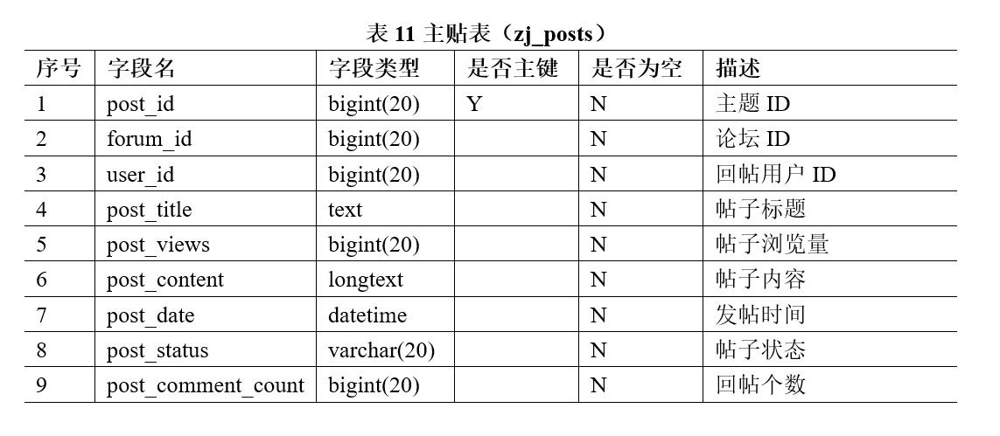 表 11 主贴表（zj_posts）
序号 字段名 字段类型 是否主键 是否为空 描述
1 post_id bigint(20) Y N 主题 ID
2 forum_id bigint(20) N 论坛 ID
3 user_id bigint(20) N 回帖用户 ID
4 post_title text N 帖子标题
5 post_views bigint(20) N 帖子浏览量
6 post_content longtext N 帖子内容
7 post_date datetime N 发帖时间
8 post_status varchar(20) N 帖子状态
9 post_comment_count bigint(20) N 回帖个数